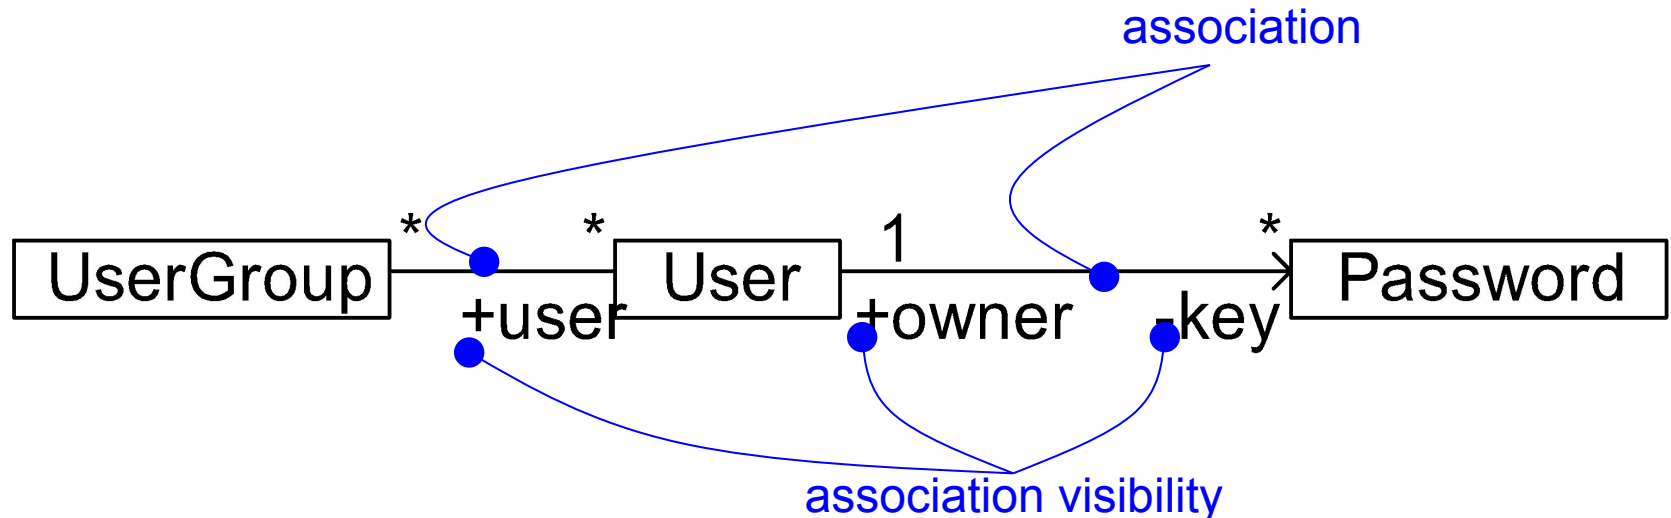 association
* * 1 *
UserGroup User Password
+user +owner -key
association visibility